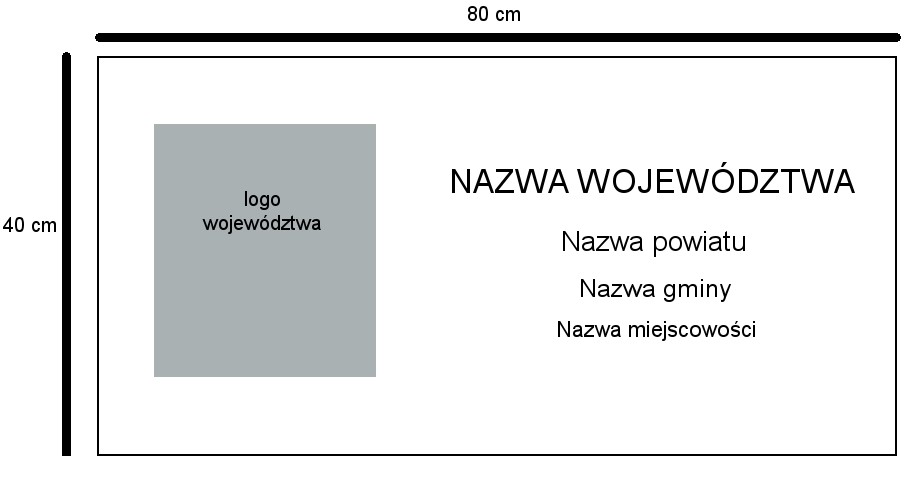 80 cm
40 cm
logo
województwa
NAZWA WOJEWÓDZTWA
Nazwa powiatu
Nazwa gminy
Nazwa miejscowości